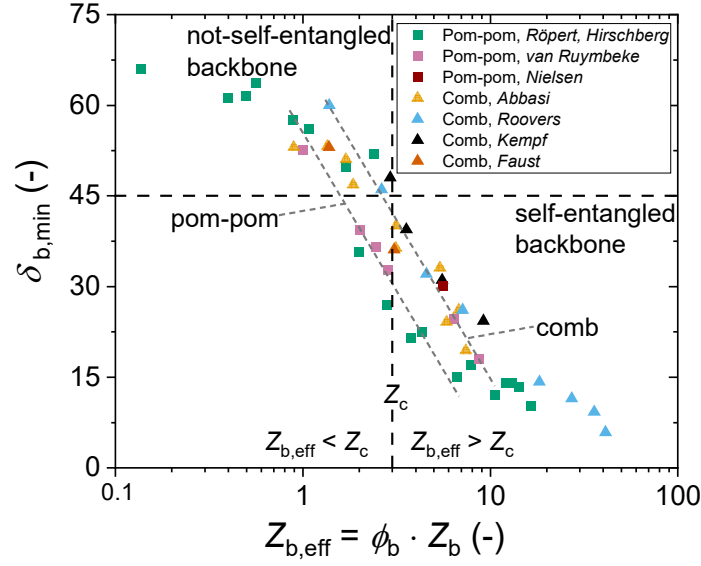 not-self-entangled
backbone
Pom-pom, Röpert, Hirschberg
Pom-pom, van Ruymbeke
Pom-pom, Nielsen
Comb, Abbasi
Comb, Roovers
Comb, Kempf
Comb, Faust
75
60
45
30
15
0
δb,min (-)
pom-pom
self-entangled
backbone
comb
Zc
Zb,eff < Zc
Zb,eff > Zc
0.1
1
10
100
Zb,eff = ϕb · Zb (-)